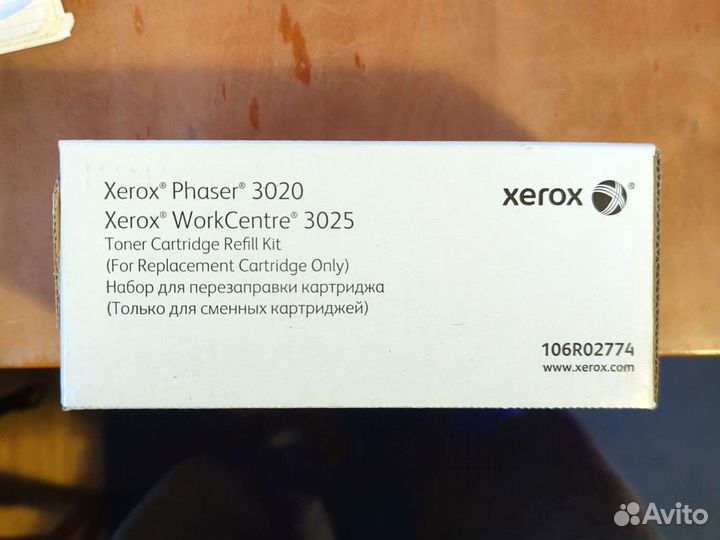 Xerox® Phaser® 3020
Xerox® WorkCentre® 3025
Toner Cartridge Refill Kit
(For Replacement Cartridge Only)
Набор для перезаправки картриджа
(Только для сменных картриджей)
xerox®
106R02774
www.xerox.com
Avito